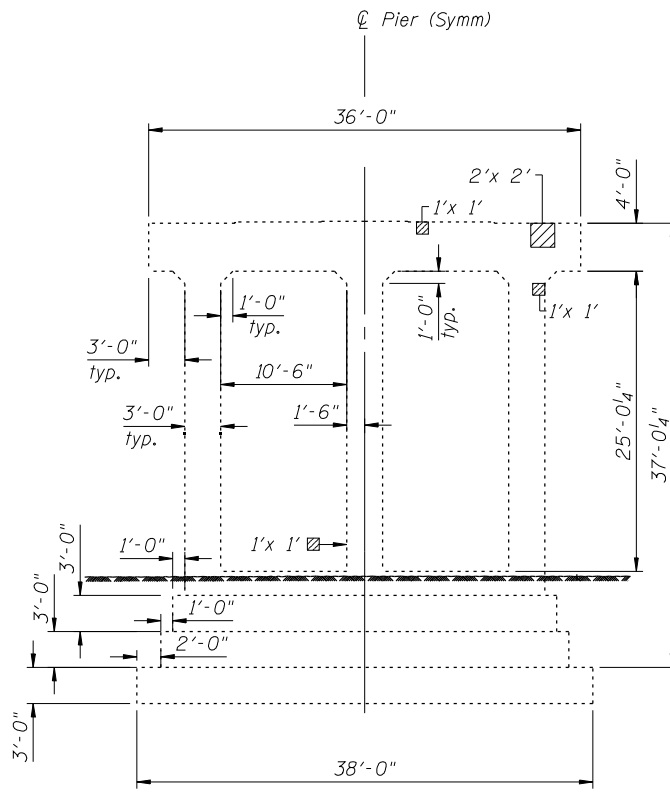 ℄ Pier (Symm)
36'-0"
2'x 2'
4'-0"
1'x 1'
1'-0"
typ.
1'-0"
typ.
1'x 1'
3'-0"
typ.
10'-6"
3'-0"
typ.
1'-6"
25'-0¼"
37'-0¼"
1'-0"
1'x 1'
3'-0"
3'-0"
1'-0"
2'-0"
3'-0"
38'-0"